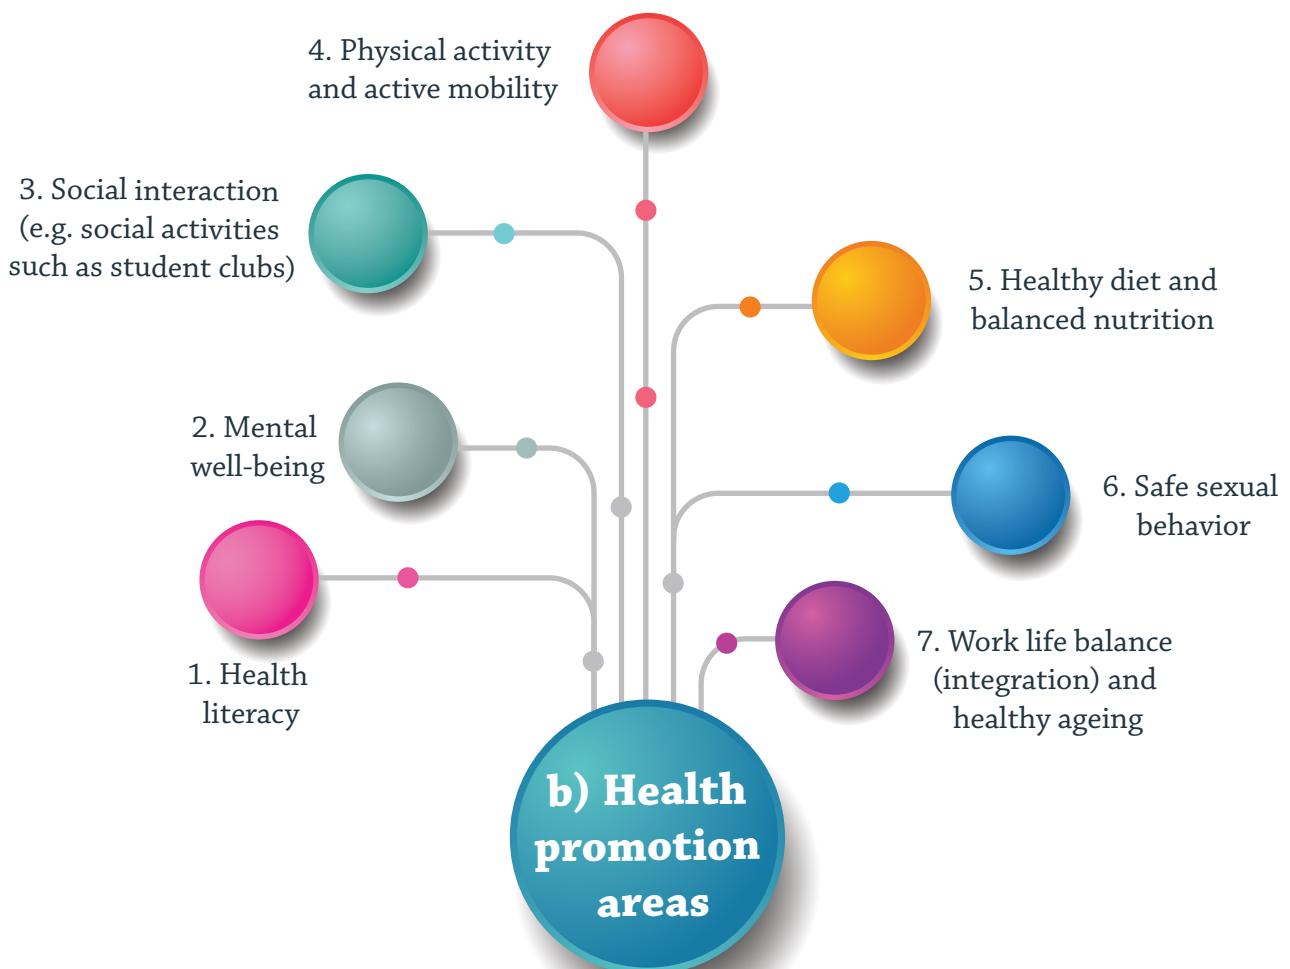 4. Physical activity
and active mobility
3. Social interaction
(e.g. social activities
such as student clubs)
5. Healthy diet and
balanced nutrition
2. Mental
well-being
6. Safe sexual
behavior
1. Health
literacy
7. Work life balance
(integration) and
healthy ageing
b) Health
promotion
areas